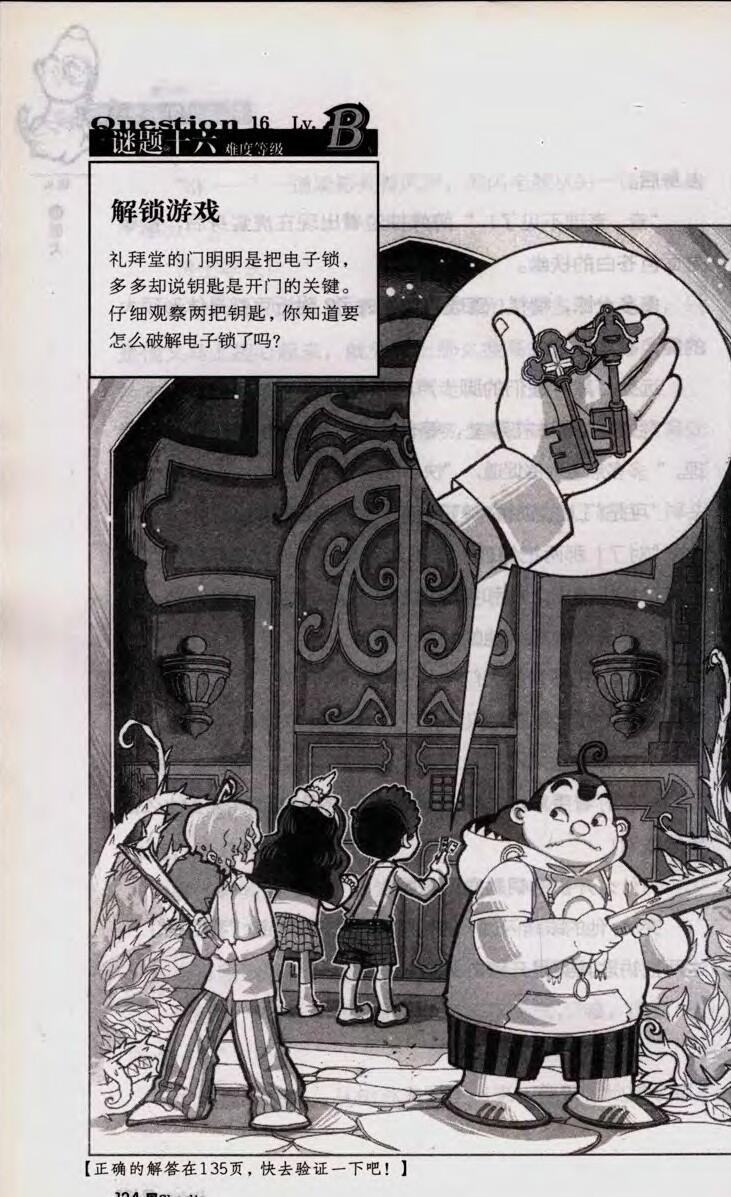 Question 16 Lv. B
谜题十六 难度等级
解锁游戏
礼拜堂的门明明是把电子锁，
多多却说钥匙是开门的关键。
仔细观察两把钥匙，你知道要
怎么破解电子锁了吗？
【正确的解答在135页，快去验证一下吧！】